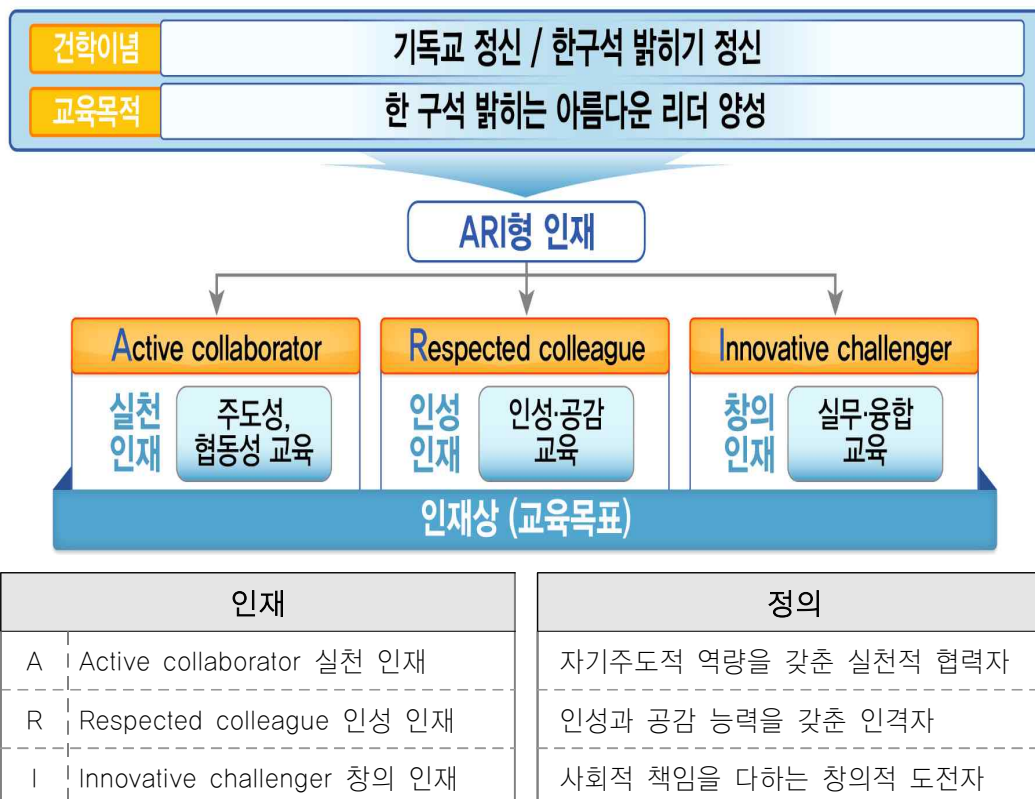 건학이념 기독교 정신 / 한구석 밝히기 정신
교육목적 한 구석 밝히는 아름다운 리더 양성
ARI형 인재
Active collaborator
실천
인재
주도성,
협동성 교육
Respected colleague
인성
인재
인성·공감
교육
Innovative challenger
창의
인재
실무·융합
교육
인재상 (교육목표)
인재 정의
A Active collaborator 실천 인재 자기주도적 역량을 갖춘 실천적 협력자
R Respected colleague 인성 인재 인성과 공감 능력을 갖춘 인격자
I Innovative challenger 창의 인재 사회적 책임을 다하는 창의적 도전자